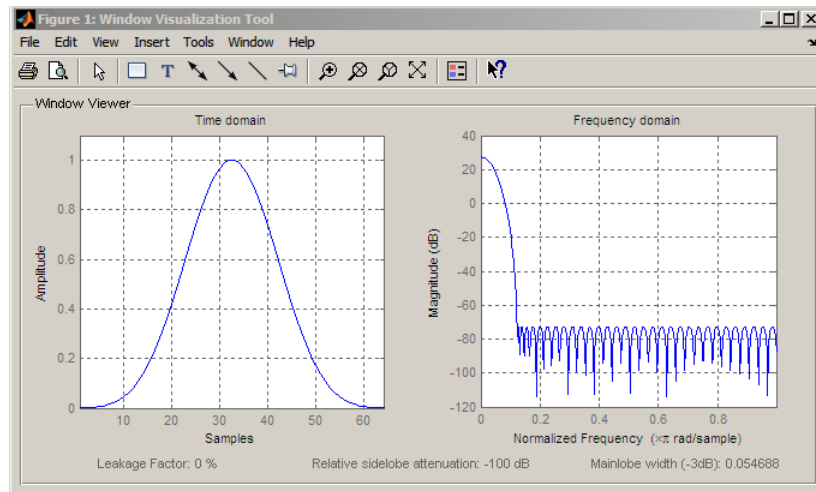 Figure 1: Window Visualization Tool
File Edit View Insert Tools Window Help
T
?
Window Viewer
Time domain
1
0.8
0.6
0.4
0.2
0
10 20 30 40 50 60
Amplitude
Samples
Frequency domain
40
20
0
-20
-40
-60
-80
-100
-120
0 0.2 0.4 0.6 0.8
Magnitude (dB)
Normalized Frequency (×π rad/sample)
Leakage Factor: 0 % Relative sidelobe attenuation: -100 dB Mainlobe width (-3dB): 0.054688